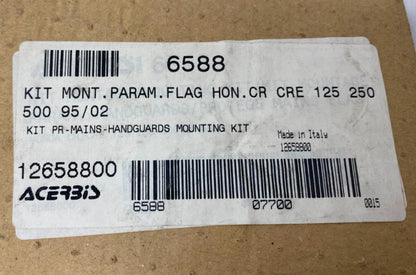 6588
KIT MONT.PARAM.FLAG HON.CR CRE 125 250
500 95/02
KIT PR-MAINS-HANDGUARDS MOUNTING KIT
Made in Italy
12658800
12658800
ACERBIS
6588 07700 0015